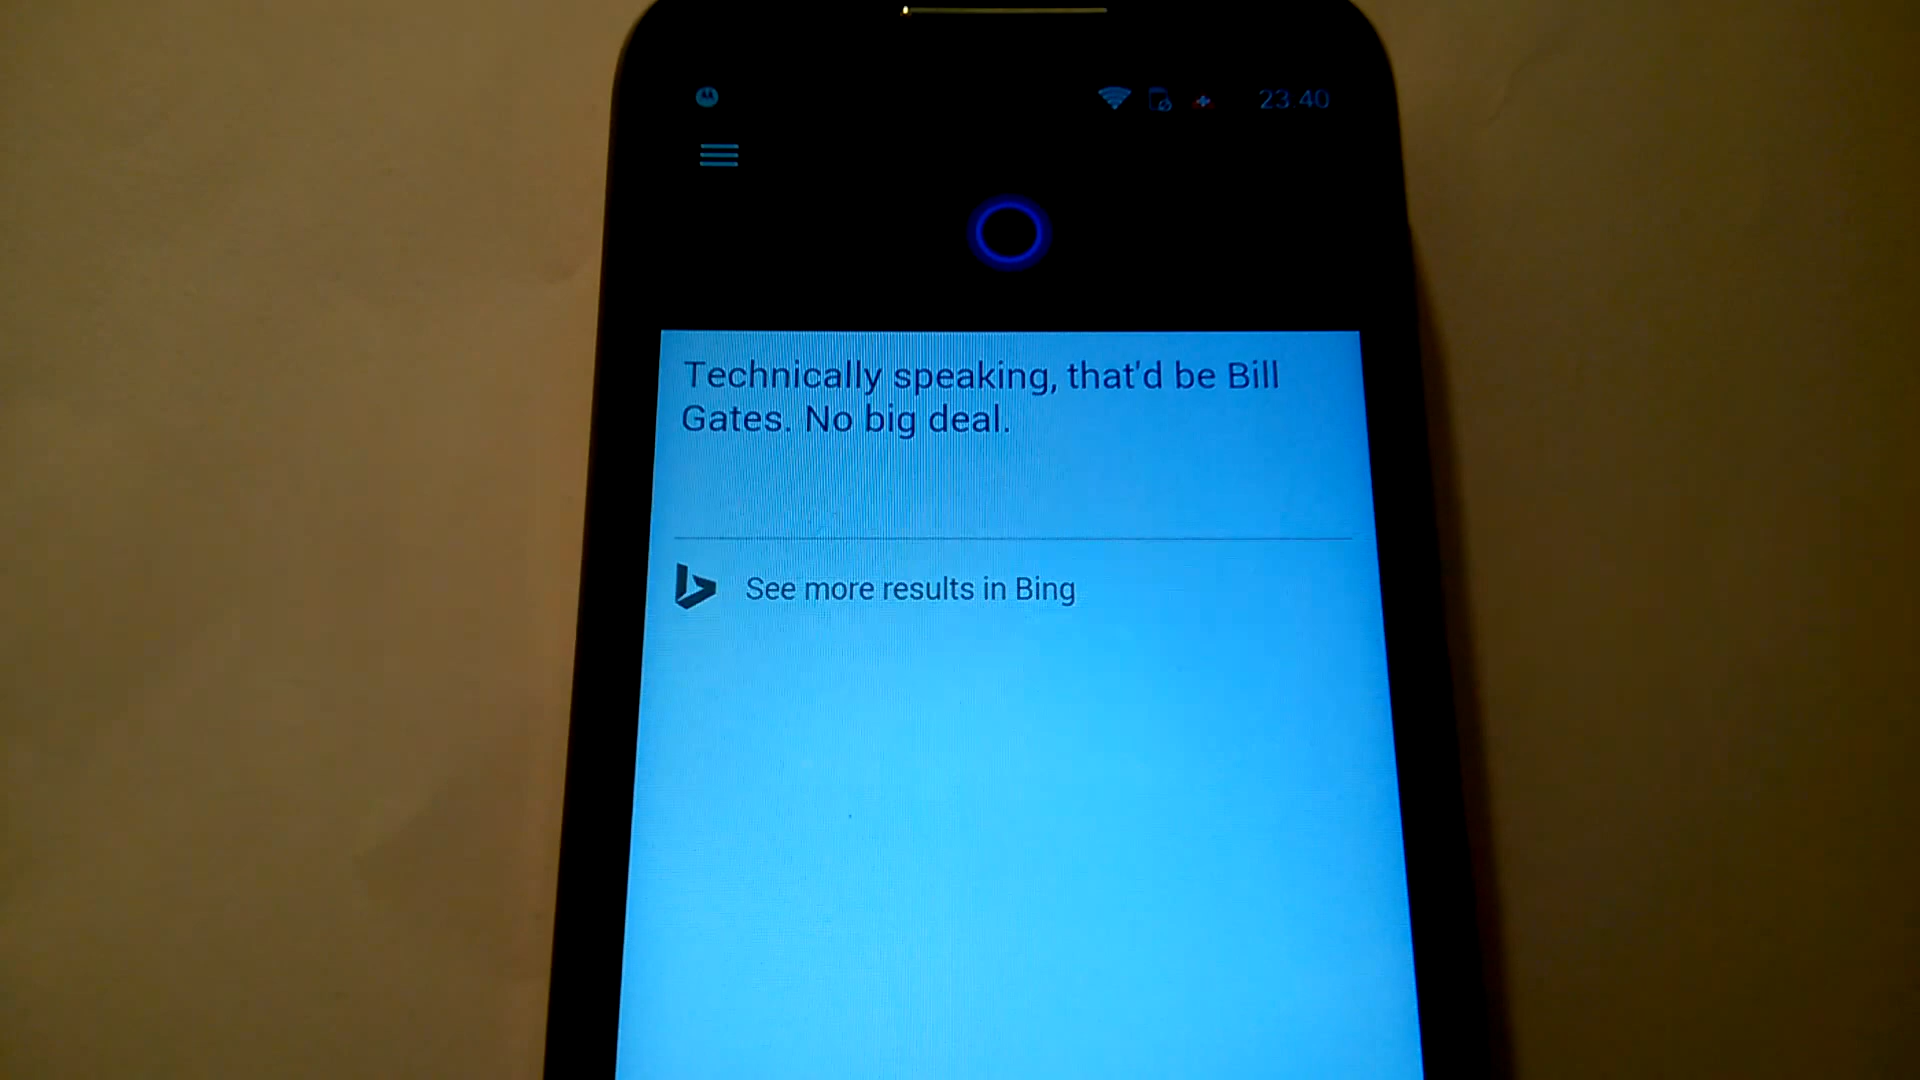 23:40
Technically speaking, that'd be Bill
Gates. No big deal.
See more results in Bing